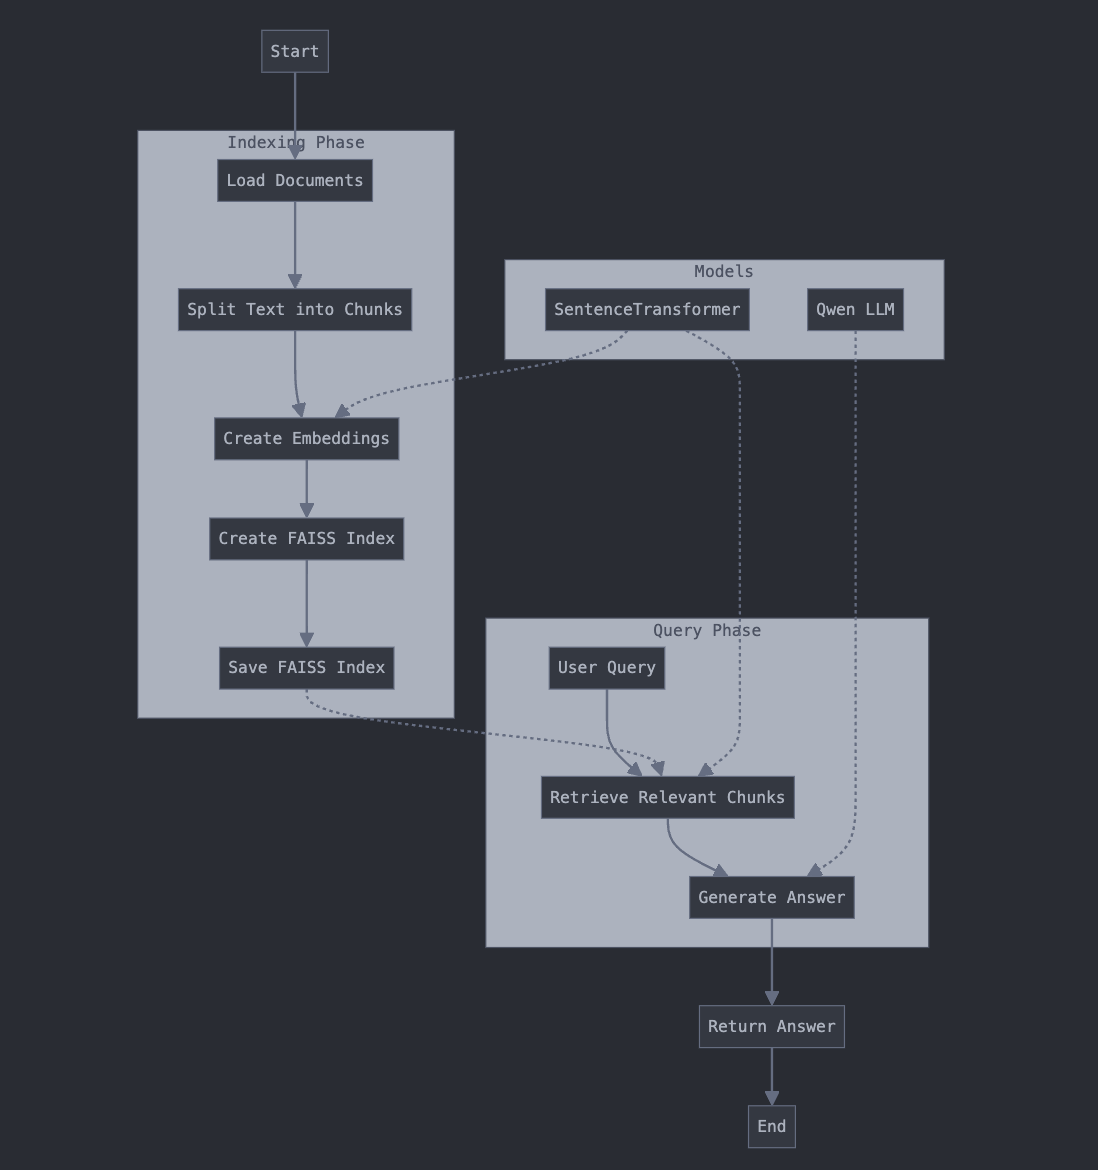 Start
Indexing Phase
Load Documents
Split Text into Chunks
Create Embeddings
Create FAISS Index
Save FAISS Index
Models
SentenceTransformer
Qwen LLM
Query Phase
User Query
Retrieve Relevant Chunks
Generate Answer
Return Answer
End